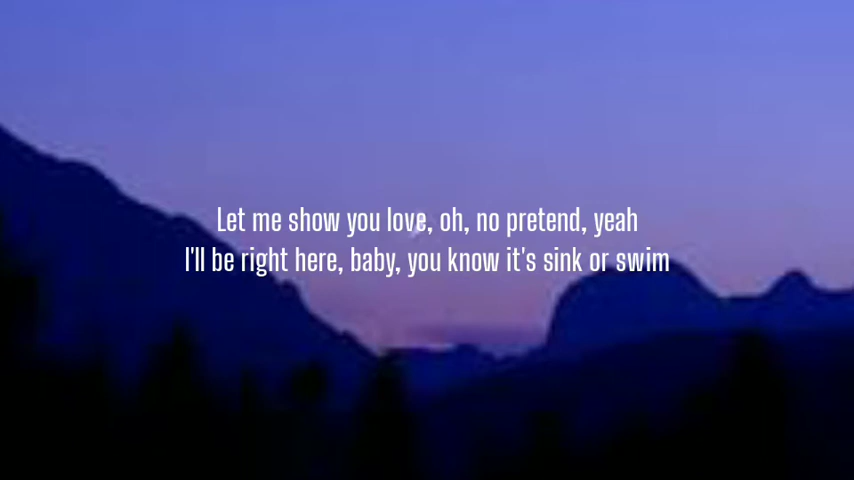 Let me show you love, oh, no pretend, yeah
I'll be right here, baby, you know it's sink or swim